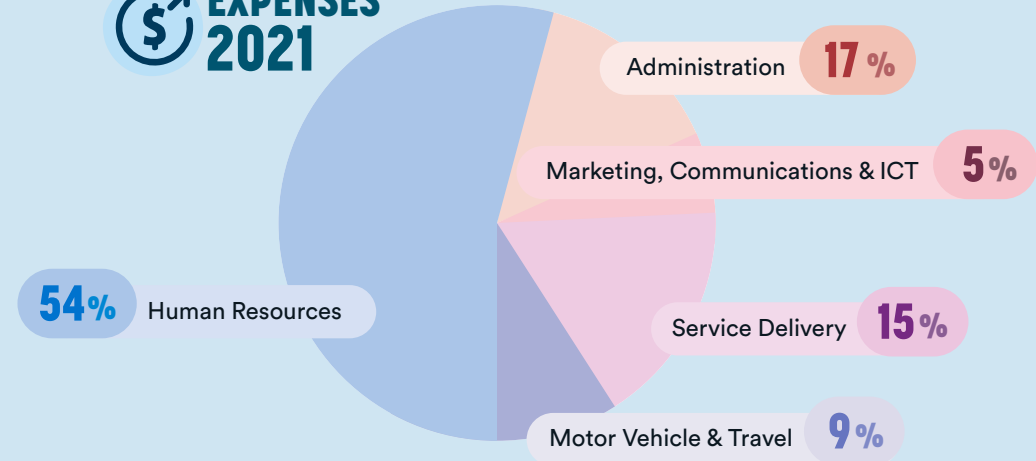 EXPENSES
2021
Administration 17 %
Marketing, Communications & ICT 5 %
54 % Human Resources
Service Delivery 15 %
Motor Vehicle & Travel 9 %
$